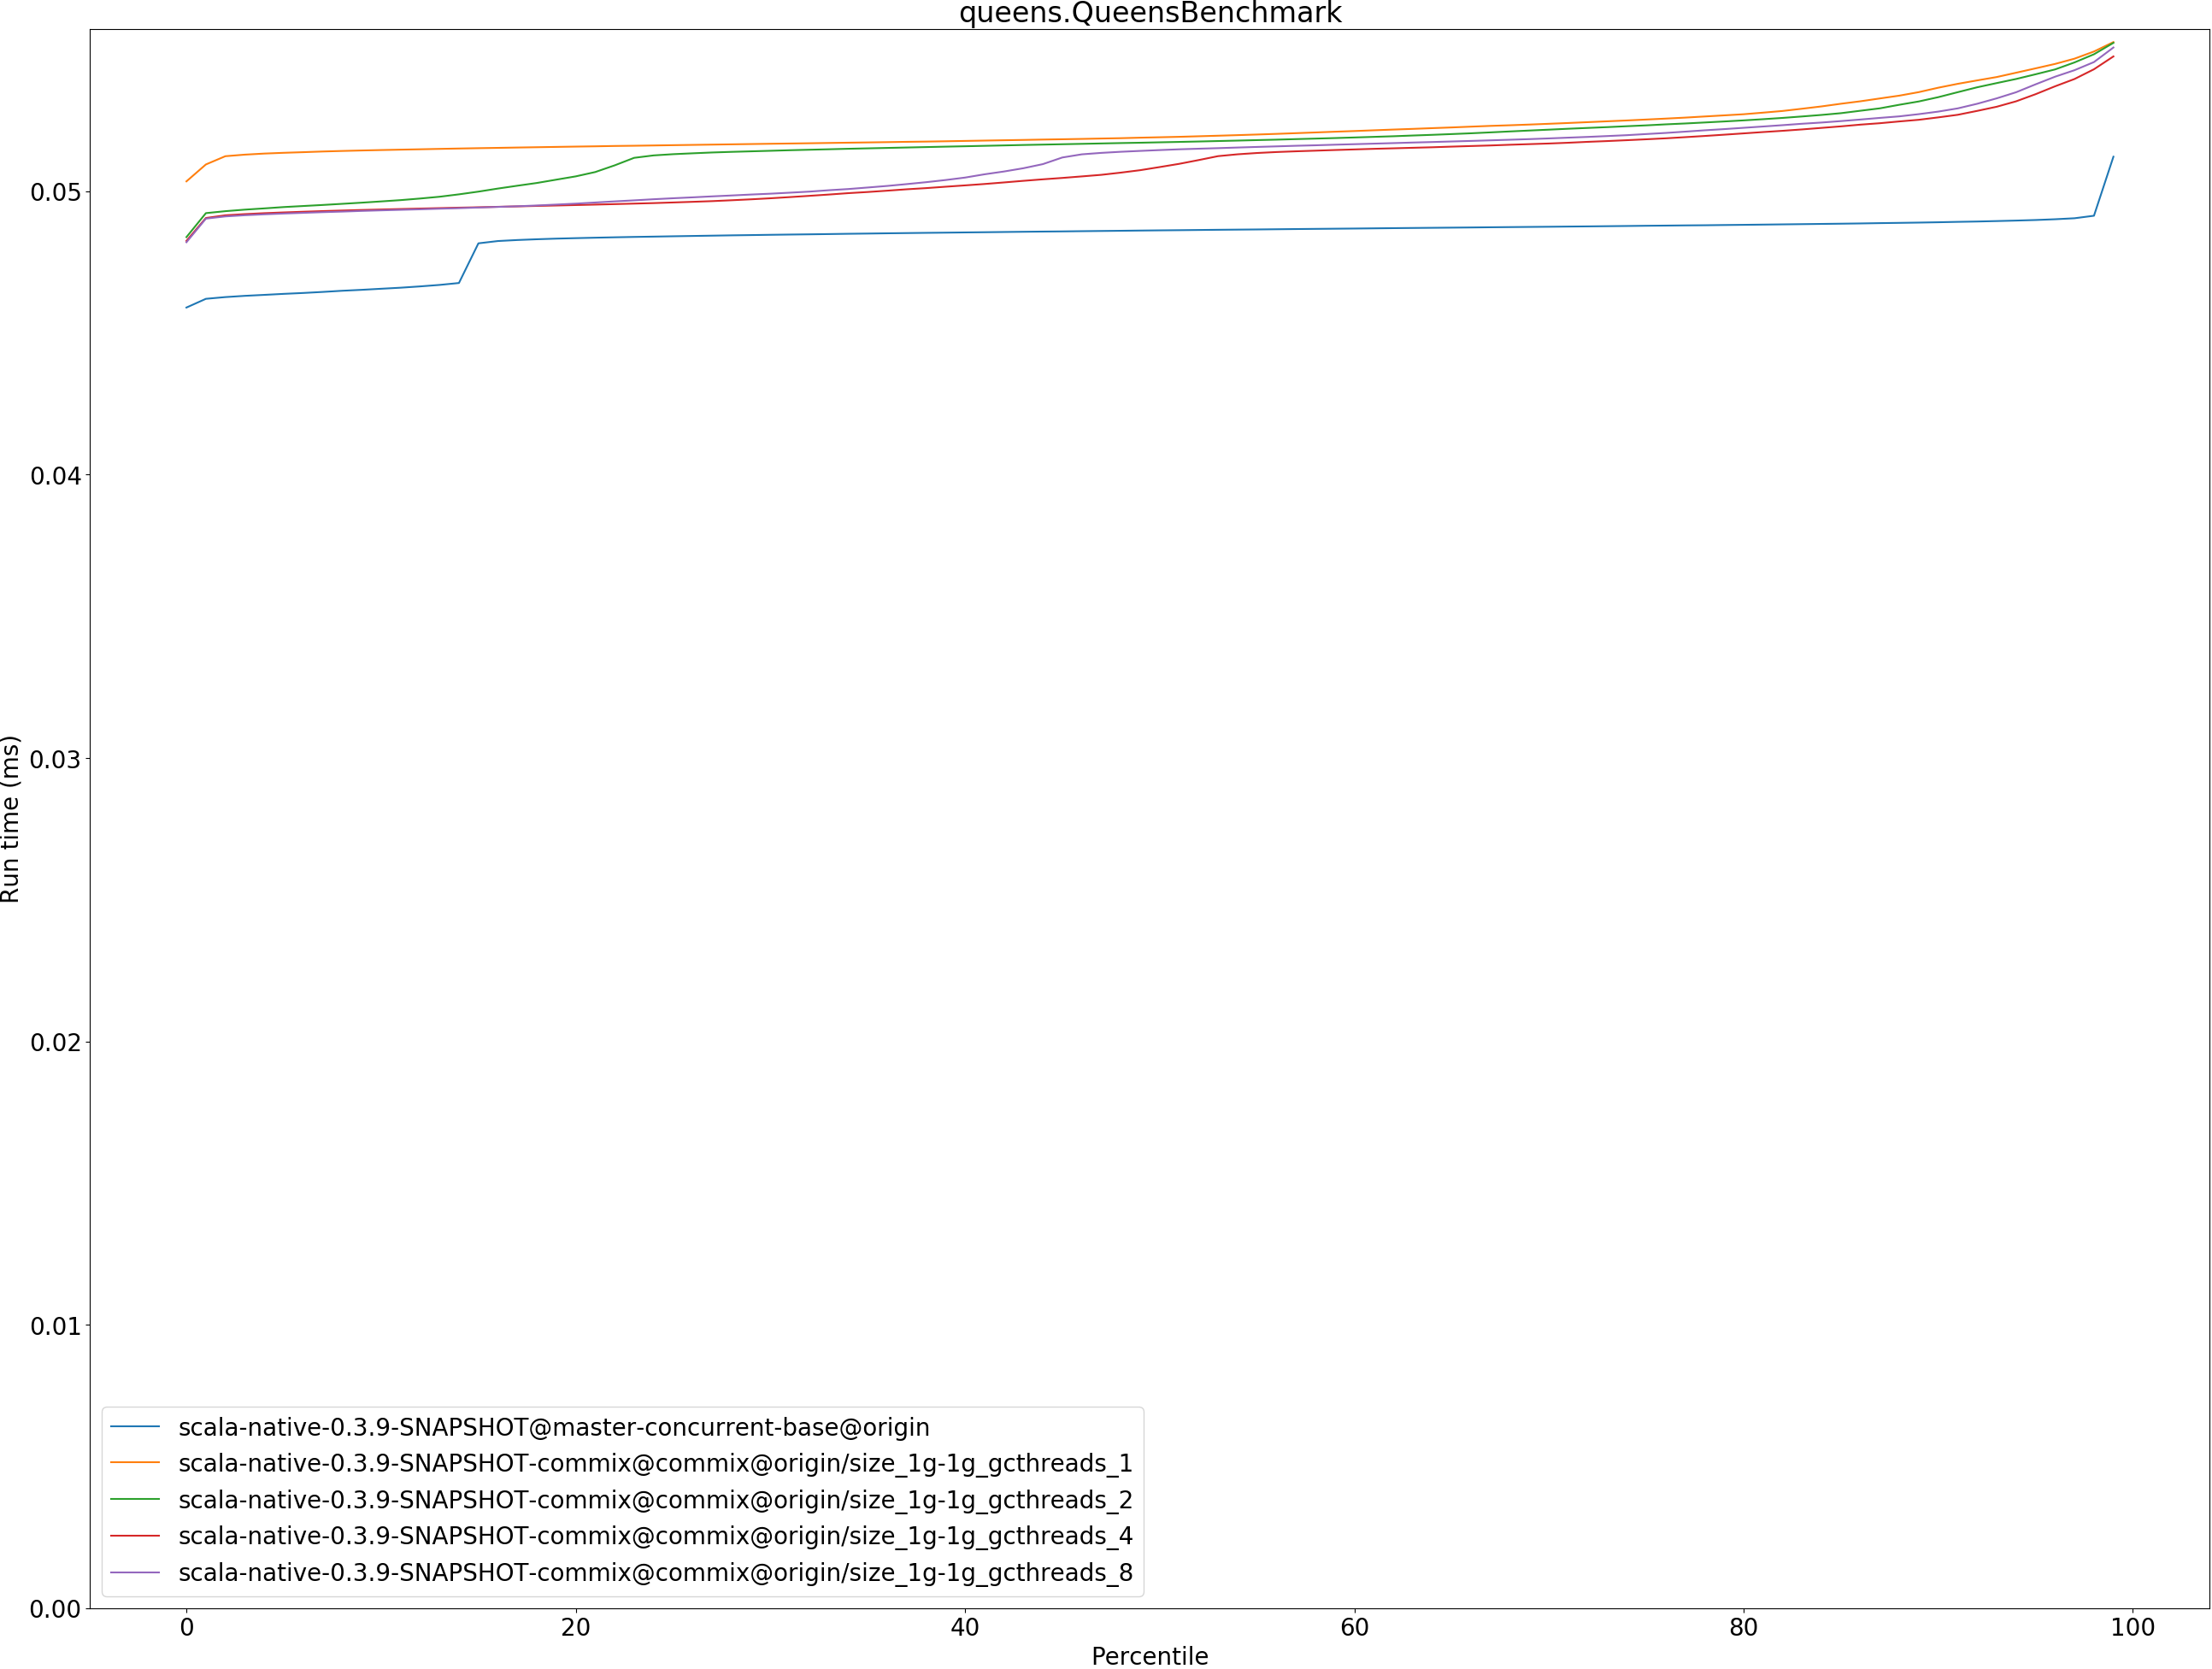 queens.QueensBenchmark
Run time (ms)
0.05
0.04
0.03
0.02
0.01
0.00
scala-native-0.3.9-SNAPSHOT@master-concurrent-base@origin
scala-native-0.3.9-SNAPSHOT-commix@commix@origin/size_1g-1g_gcthreads_1
scala-native-0.3.9-SNAPSHOT-commix@commix@origin/size_1g-1g_gcthreads_2
scala-native-0.3.9-SNAPSHOT-commix@commix@origin/size_1g-1g_gcthreads_4
scala-native-0.3.9-SNAPSHOT-commix@commix@origin/size_1g-1g_gcthreads_8
0 20 40 60 80 100
Percentile